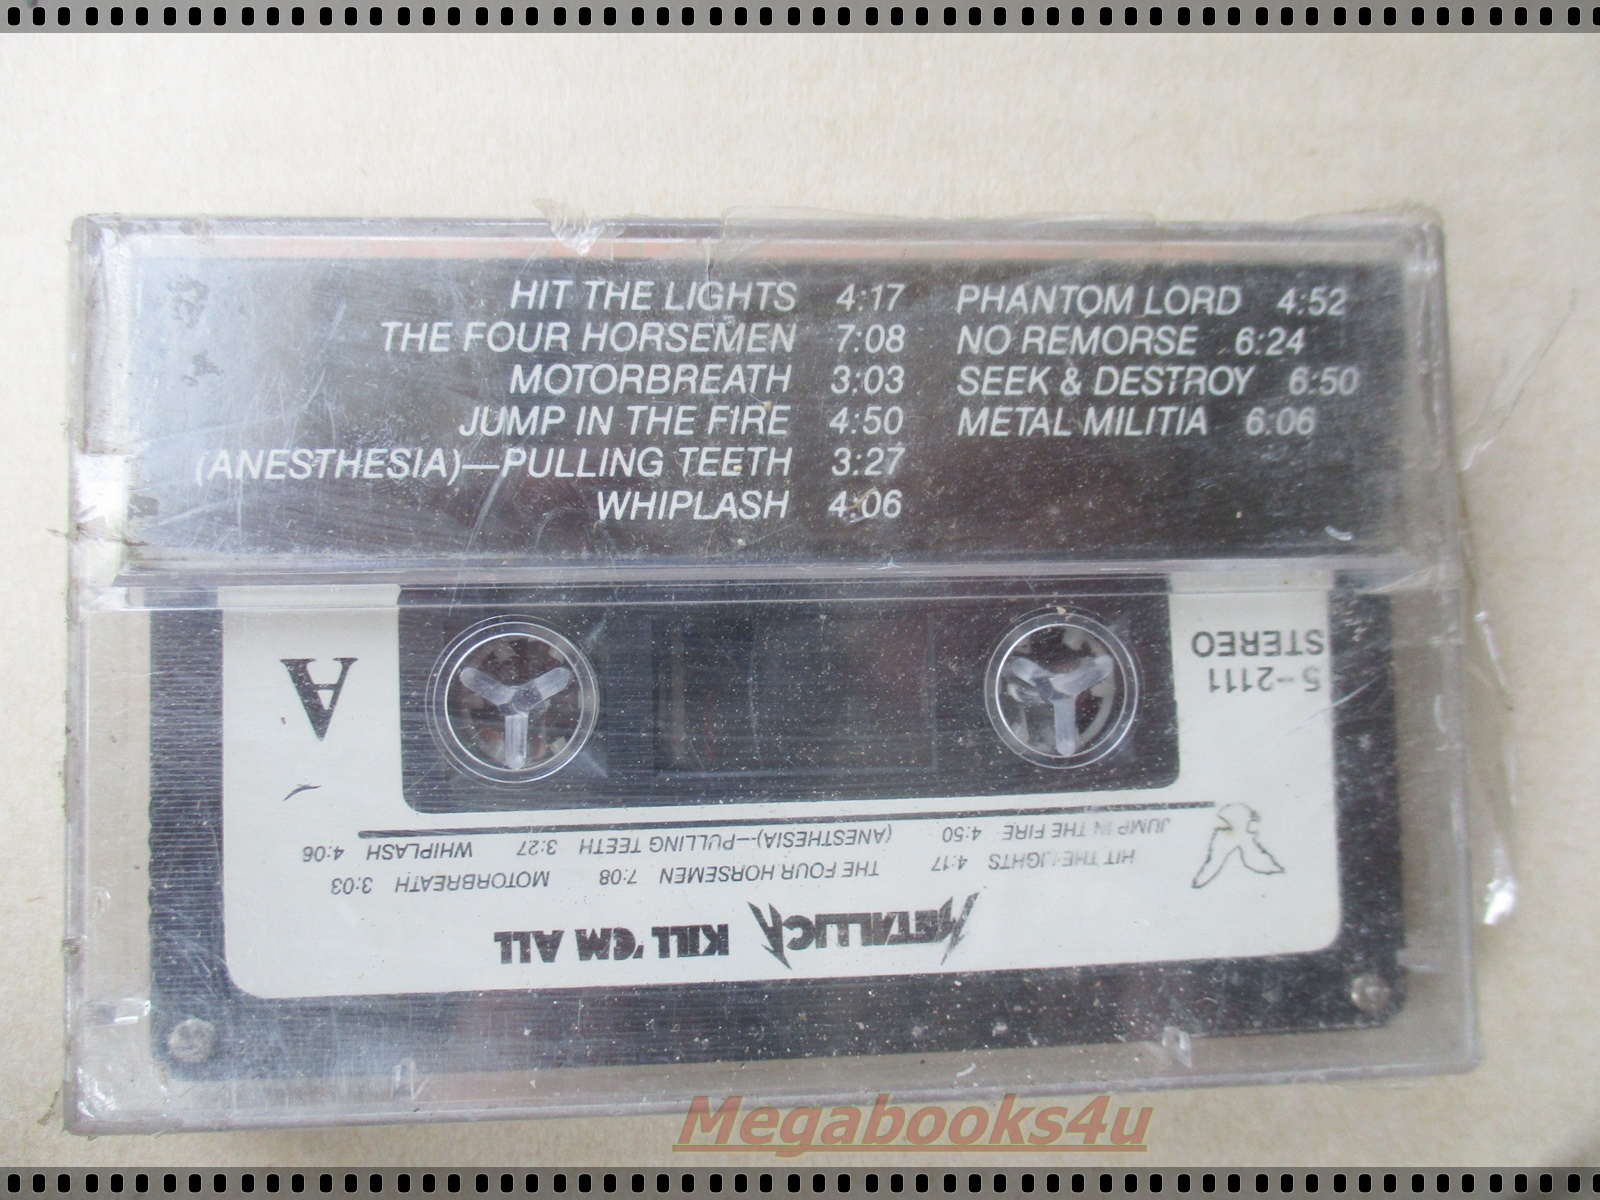 HIT THE LIGHTS 4:17
THE FOUR HORSEMEN 7:08
MOTORBREATH 3:03
JUMP IN THE FIRE 4:50
(ANESTHESIA)—PULLING TEETH 3:27
WHIPLASH 4:06
PHANTOM LORD 4:52
NO REMORSE 6:24
SEEK & DESTROY 6:50
METAL MILITIA 6:06
METALLICA KILL 'EM ALL
HIT THE LIGHTS 4:17 THE FOUR HORSEMEN 7:08 MOTORBREATH 3:03
JUMP IN THE FIRE 4:50 (ANESTHESIA)—PULLING TEETH 3:27 WHIPLASH 4:06
5-2111
STEREO
A
Megabooks4u